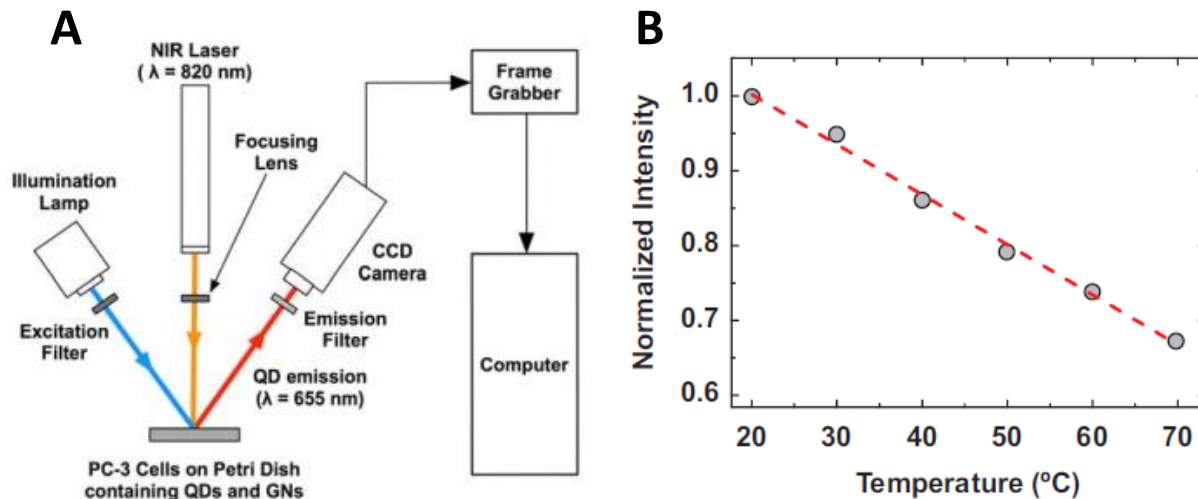 A
NIR Laser
( λ = 820 nm)
Focusing
Lens
Illumination
Lamp
Excitation
Filter
CCD
Camera
Emission
Filter
QD emission
(λ = 655 nm)
PC-3 Cells on Petri Dish
containing QDs and GNs
Frame
Grabber
Computer
B
Normalized Intensity
1.0
0.9
0.8
0.7
0.6
20 30 40 50 60 70
Temperature (ºC)